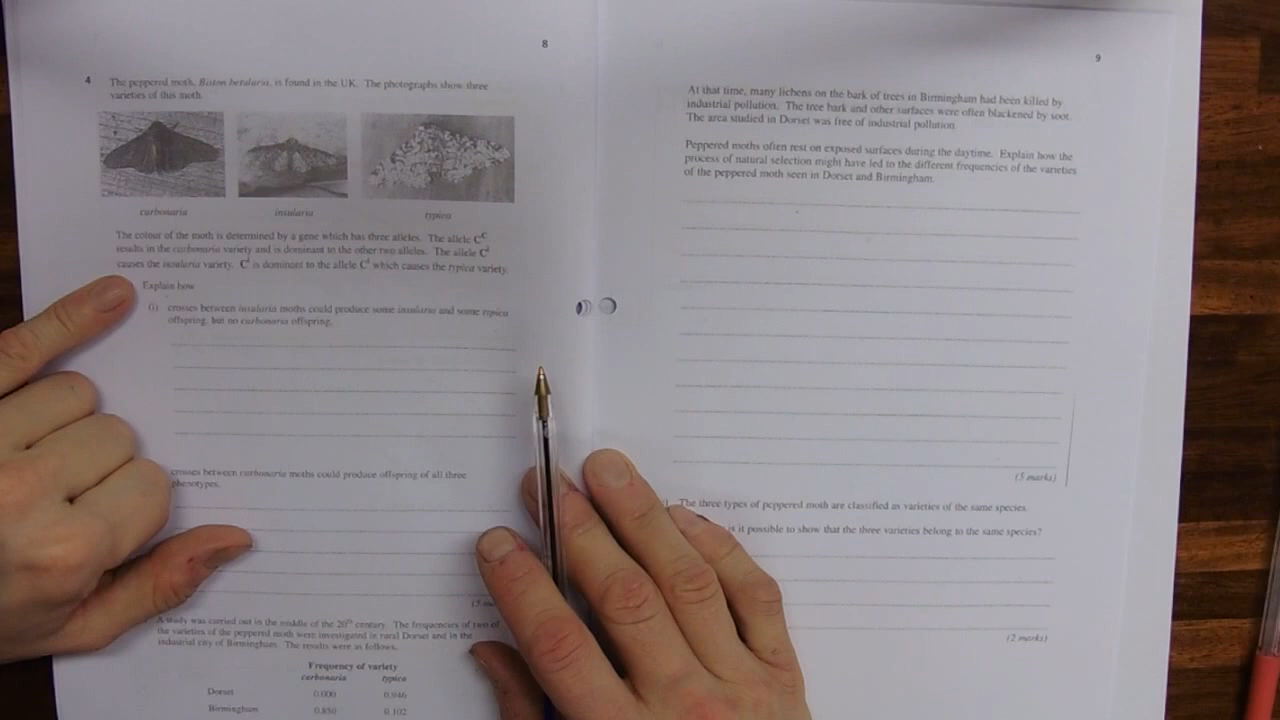 8
4 The peppered moth, Biston betularia, is found in the UK. The photographs show three
varieties of this moth.
carbonaria insularia typica
The colour of the moth is determined by a gene which has three alleles. The allele Cᶜ
results in the carbonaria variety and is dominant to the other two alleles. The allele Cⁱ
causes the insularia variety. Cⁱ is dominant to the allele Cᵗ which causes the typica variety.
Explain how
(i) crosses between insularia moths could produce some insularia and some typica
offspring, but no carbonaria offspring.
crosses between carbonaria moths could produce offspring of all three
phenotypes.
(5
A study was carried out in the middle of the 20th century. The frequencies of two of
the varieties of the peppered moth were investigated in rural Dorset and in the
industrial city of Birmingham. The results were as follows.
Frequency of variety
carbonaria typica
Dorset 0.000 0.946
Birmingham 0.850 0.102
9
At that time, many lichens on the bark of trees in Birmingham had been killed by
industrial pollution. The tree bark and other surfaces were often blackened by soot.
The area studied in Dorset was free of industrial pollution.
Peppered moths often rest on exposed surfaces during the daytime. Explain how the
process of natural selection might have led to the different frequencies of the varieties
of the peppered moth seen in Dorset and Birmingham.
(5 marks)
The three types of peppered moth are classified as varieties of the same species.
is it possible to show that the three varieties belong to the same species?
(2 marks)